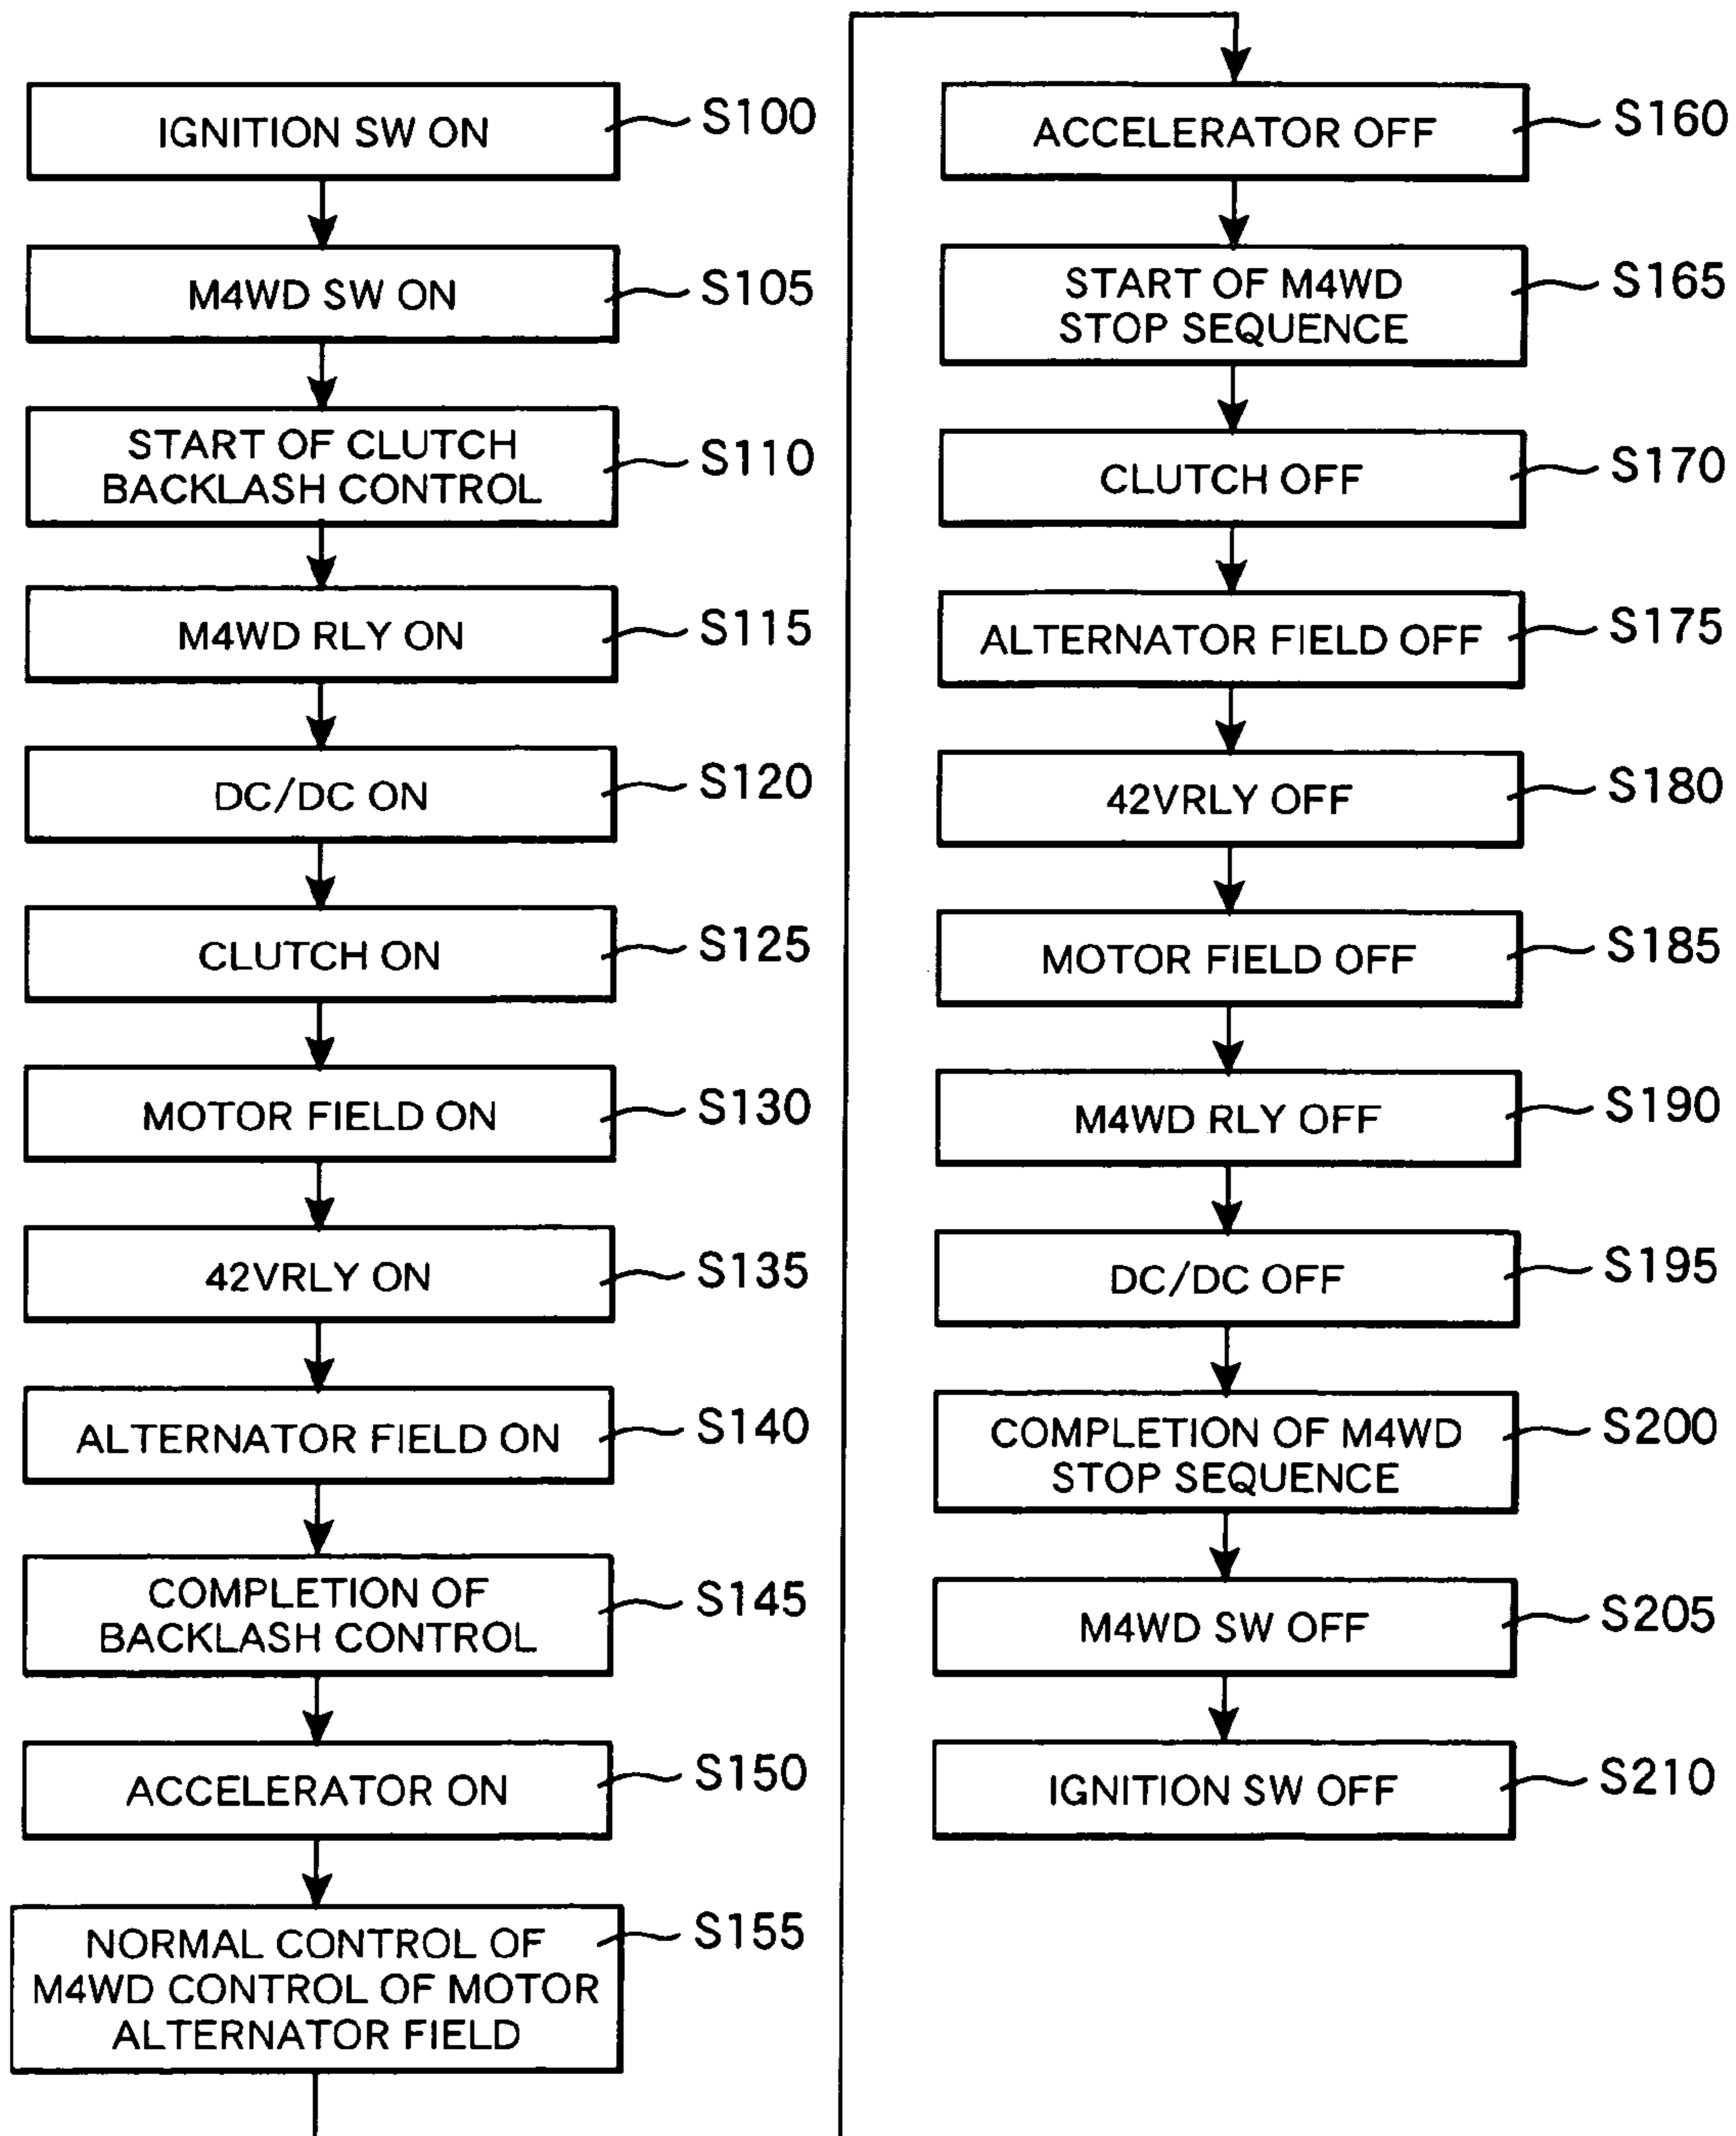 IGNITION SW ON
S100
M4WD SW ON
S105
START OF CLUTCH
BACKLASH CONTROL
S110
M4WD RLY ON
S115
DC/DC ON
S120
CLUTCH ON
S125
MOTOR FIELD ON
S130
42VRLY ON
S135
ALTERNATOR FIELD ON
S140
COMPLETION OF
BACKLASH CONTROL
S145
ACCELERATOR ON
S150
NORMAL CONTROL OF
M4WD CONTROL OF MOTOR
ALTERNATOR FIELD
S155
ACCELERATOR OFF
S160
START OF M4WD
STOP SEQUENCE
S165
CLUTCH OFF
S170
ALTERNATOR FIELD OFF
S175
42VRLY OFF
S180
MOTOR FIELD OFF
S185
M4WD RLY OFF
S190
DC/DC OFF
S195
COMPLETION OF M4WD
STOP SEQUENCE
S200
M4WD SW OFF
S205
IGNITION SW OFF
S210